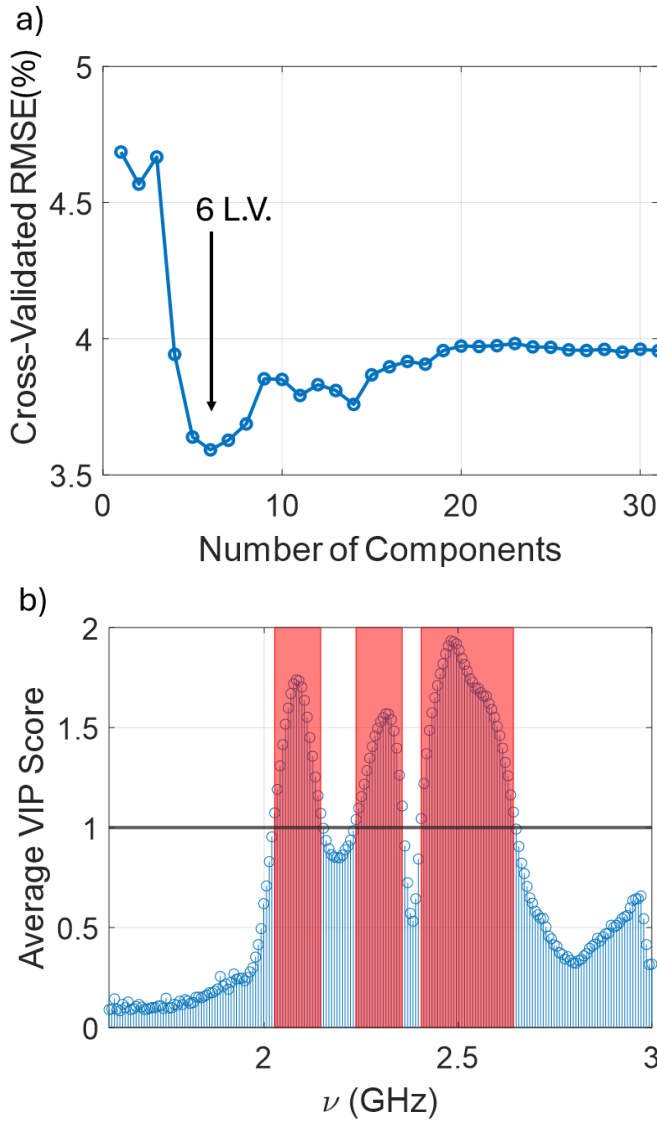 a)
Cross-Validated RMSE(%)
5
4.5
4
3.5
6 L.V.
0
10
20
30
Number of Components
b)
Average VIP Score
2
1.5
1
0.5
0
2
2.5
3
ν (GHz)